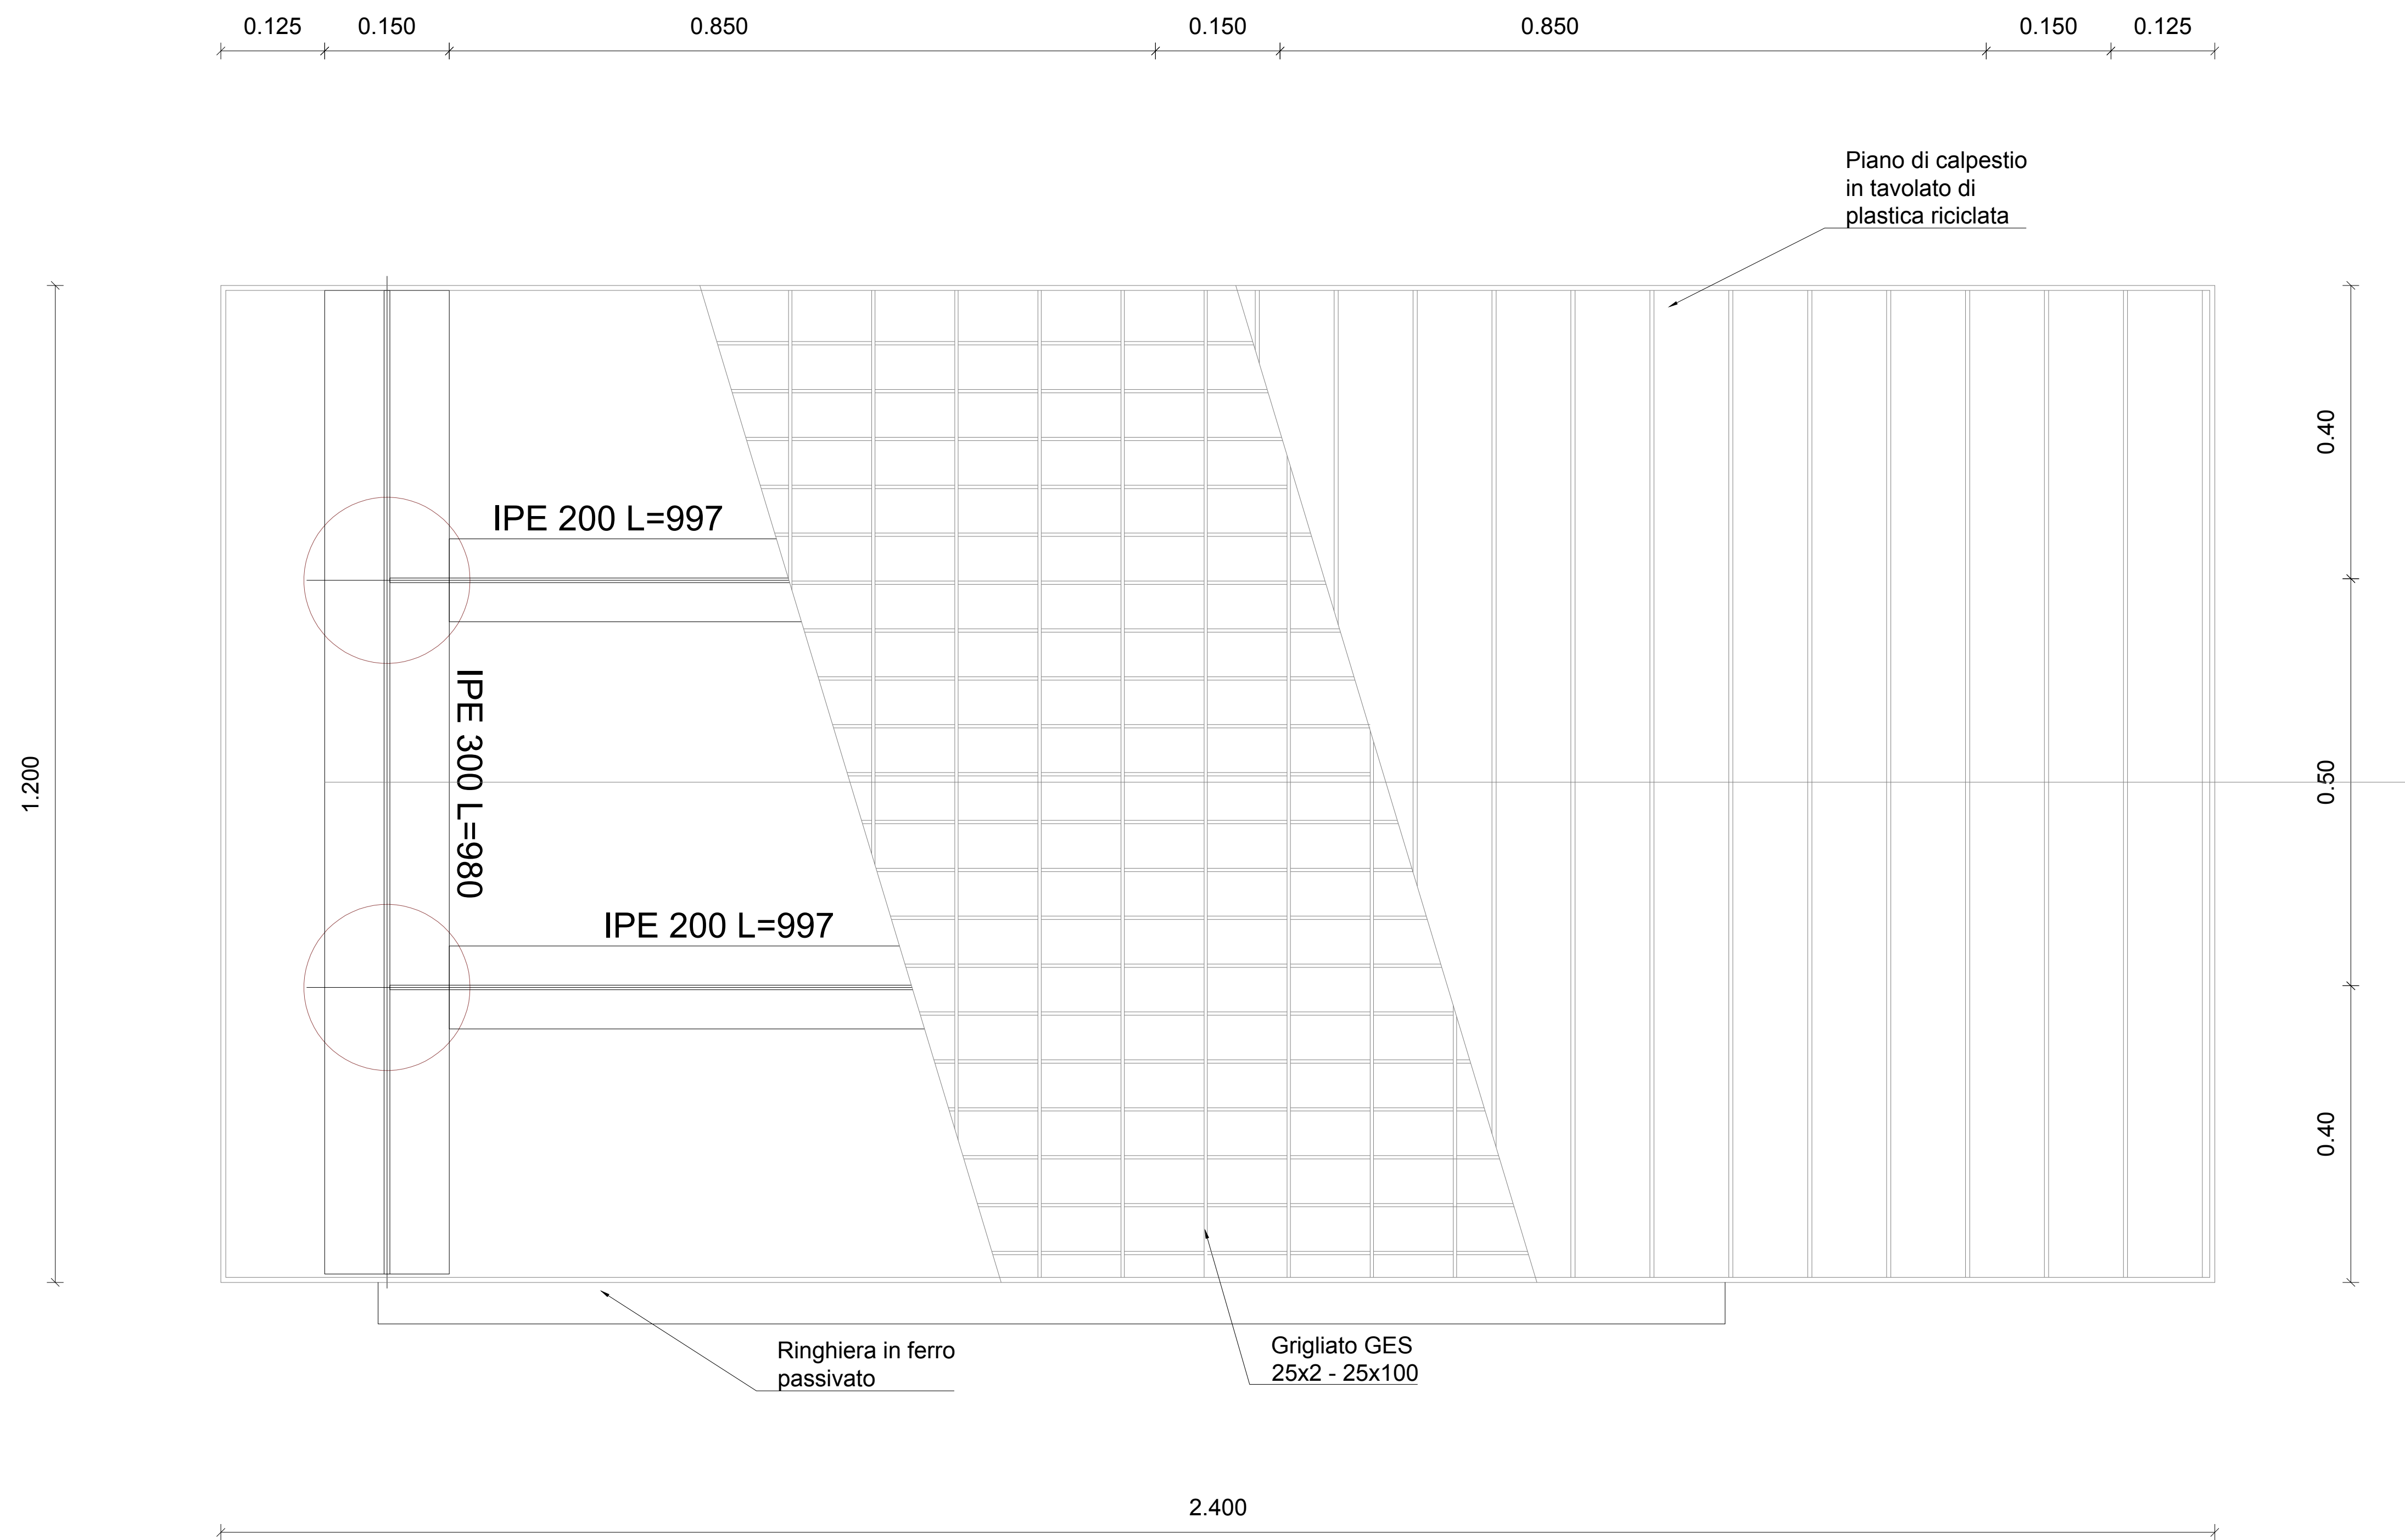 0.125 0.150 0.850 0.150 0.850 0.150 0.125
Piano di calpestio
in tavolato di
plastica riciclata
0.40
IPE 200 L=997
IPE 300 L=980
1.200
0.50
IPE 200 L=997
0.40
Ringhiera in ferro
passivato
Grigliato GES
25x2 - 25x100
2.400